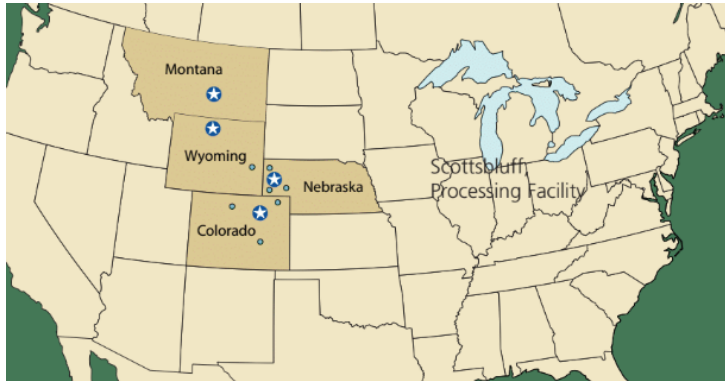 Montana
Wyoming
Scottsbluff
Processing Facility
Nebraska
Colorado